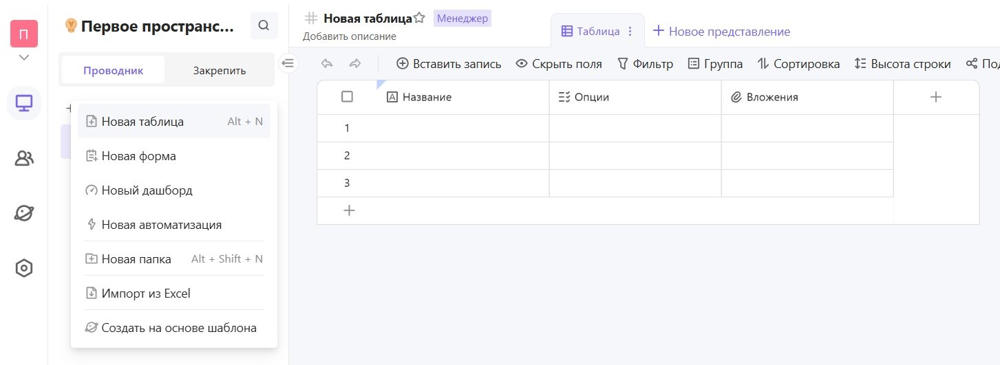 П
Первое пространс...
Проводник
Закрепить
Новая таблица Alt + N
Новая форма
Новый дашборд
Новая автоматизация
Новая папка Alt + Shift + N
Импорт из Excel
Создать на основе шаблона
Новая таблица Менеджер
Добавить описание
Таблица
Новое представление
Вставить запись Скрыть поля Фильтр Группа Сортировка Высота строки
Название Опции Вложения
1
2
3